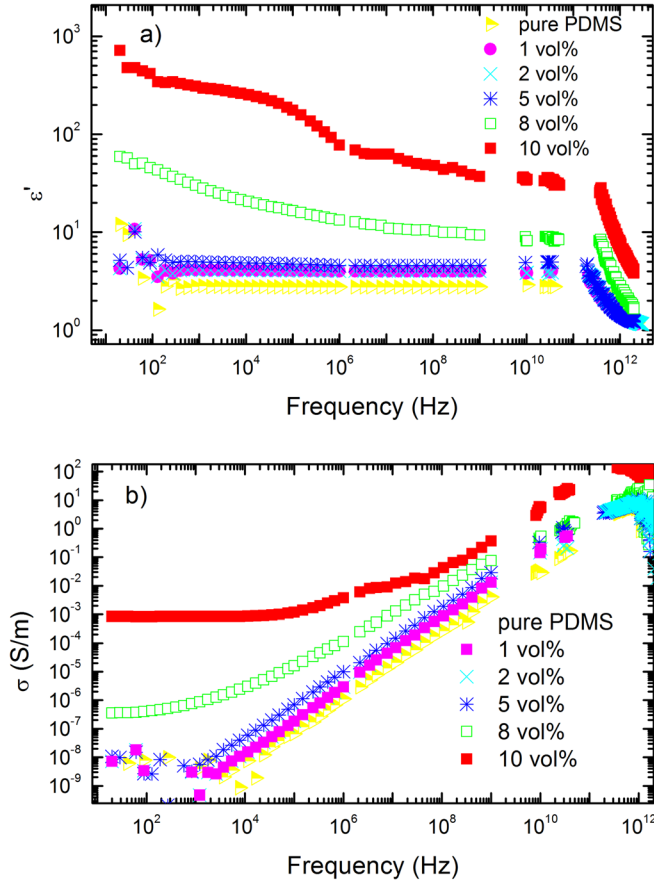 a)
pure PDMS
1 vol%
2 vol%
5 vol%
8 vol%
10 vol%
10³
10²
10¹
10⁰
ε'
10² 10⁴ 10⁶ 10⁸ 10¹⁰ 10¹²
Frequency (Hz)
b)
10²
10¹
10⁰
10⁻¹
10⁻²
10⁻³
10⁻⁴
10⁻⁵
10⁻⁶
10⁻⁷
10⁻⁸
10⁻⁹
σ (S/m)
pure PDMS
1 vol%
2 vol%
5 vol%
8 vol%
10 vol%
10² 10⁴ 10⁶ 10⁸ 10¹⁰ 10¹²
Frequency (Hz)